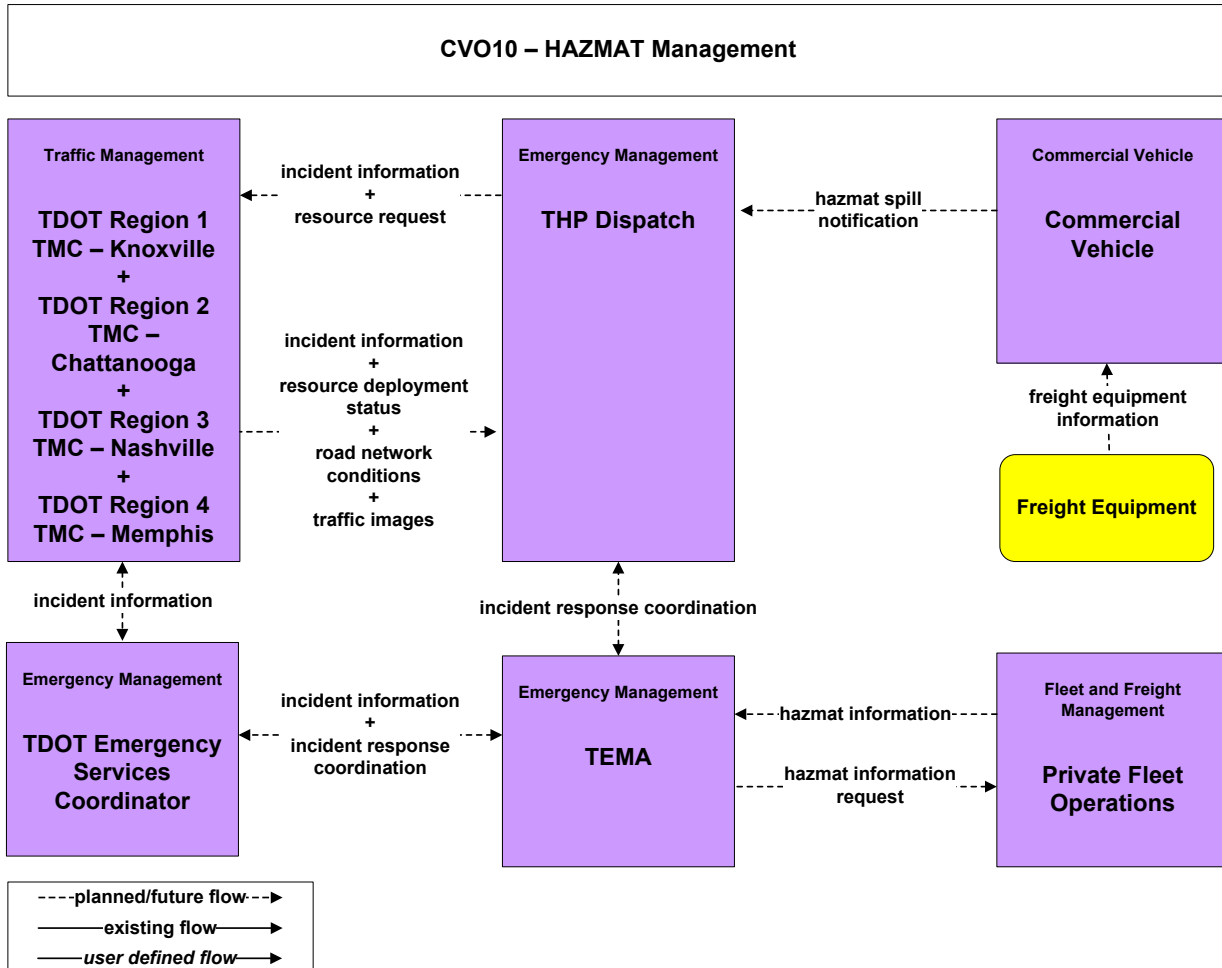 CVO10 – HAZMAT Management
Traffic Management
TDOT Region 1
TMC – Knoxville
+
TDOT Region 2
TMC –
Chattanooga
+
TDOT Region 3
TMC – Nashville
+
TDOT Region 4
TMC – Memphis
incident information
+
resource request
incident information
+
resource deployment
status
+
road network
conditions
+
traffic images
Emergency Management
THP Dispatch
hazmat spill
notification
Commercial Vehicle
Commercial
Vehicle
freight equipment
information
Freight Equipment
incident information
incident response coordination
Emergency Management
TDOT Emergency
Services
Coordinator
incident information
+
incident response
coordination
Emergency Management
TEMA
hazmat information
hazmat information
request
Fleet and Freight
Management
Private Fleet
Operations
planned/future flow
existing flow
user defined flow